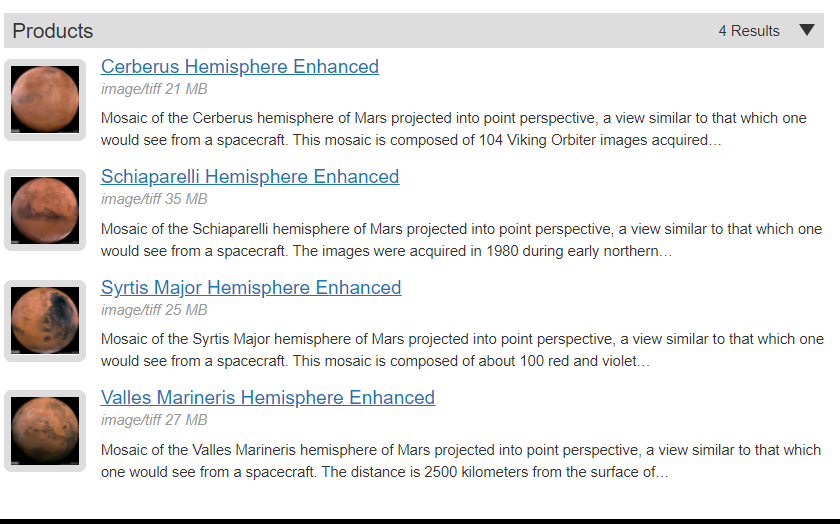 Products
4 Results
Cerberus Hemisphere Enhanced
image/tiff 21 MB
Mosaic of the Cerberus hemisphere of Mars projected into point perspective, a view similar to that which one
would see from a spacecraft. This mosaic is composed of 104 Viking Orbiter images acquired…
Schiaparelli Hemisphere Enhanced
image/tiff 35 MB
Mosaic of the Schiaparelli hemisphere of Mars projected into point perspective, a view similar to that which one
would see from a spacecraft. The images were acquired in 1980 during early northern…
Syrtis Major Hemisphere Enhanced
image/tiff 25 MB
Mosaic of the Syrtis Major hemisphere of Mars projected into point perspective, a view similar to that which one
would see from a spacecraft. This mosaic is composed of about 100 red and violet…
Valles Marineris Hemisphere Enhanced
image/tiff 27 MB
Mosaic of the Valles Marineris hemisphere of Mars projected into point perspective, a view similar to that which
one would see from a spacecraft. The distance is 2500 kilometers from the surface of…